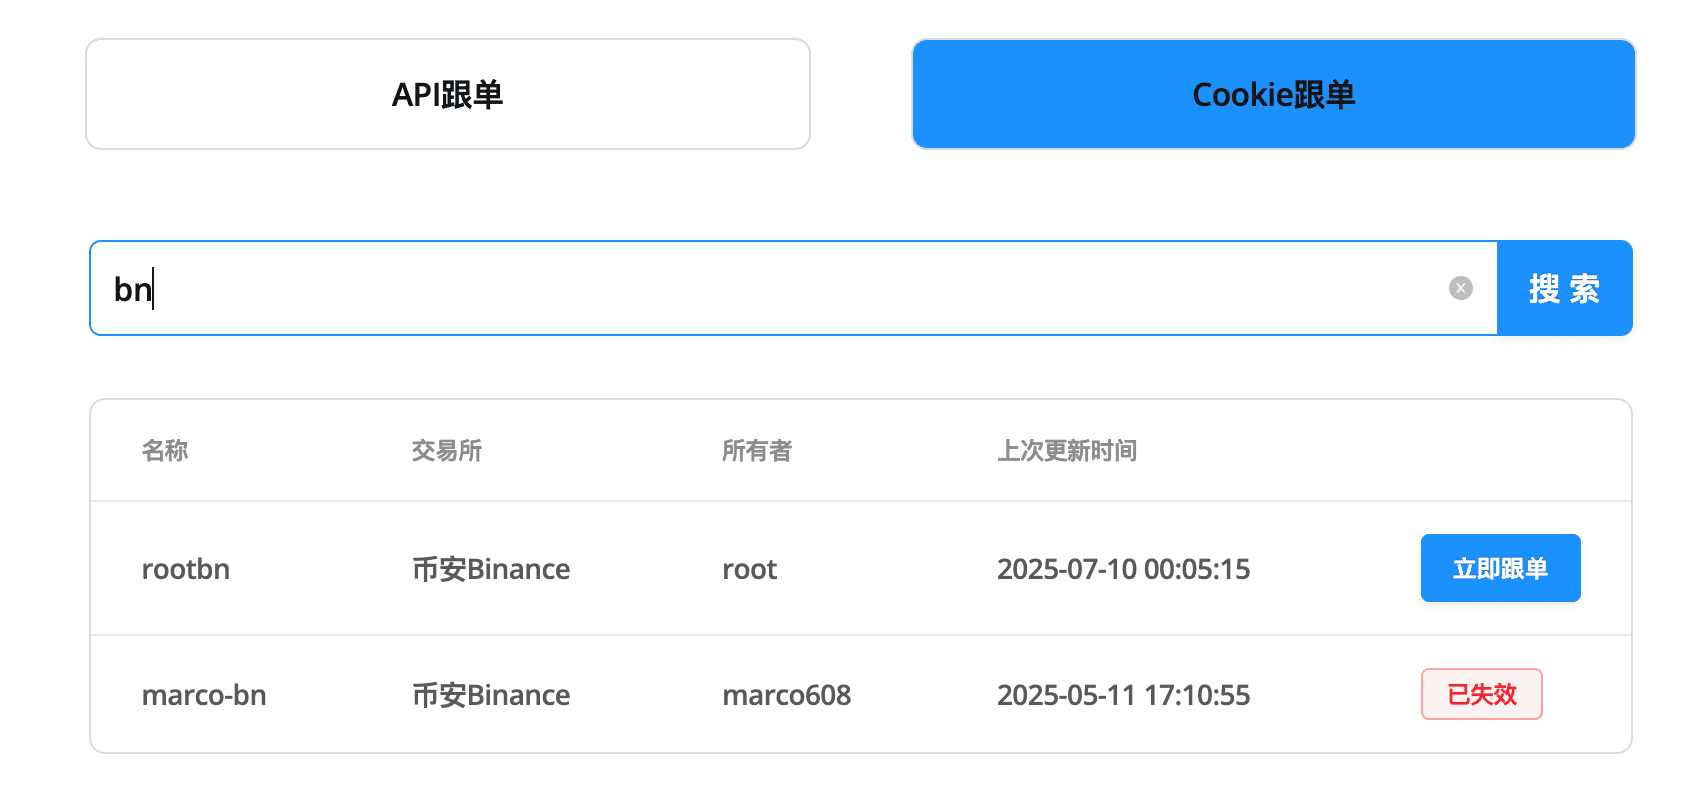 API跟单 Cookie跟单
bn 搜 索
名称 交易所 所有者 上次更新时间
rootbn 币安Binance root 2025-07-10 00:05:15 立即跟单
marco-bn 币安Binance marco608 2025-05-11 17:10:55 已失效